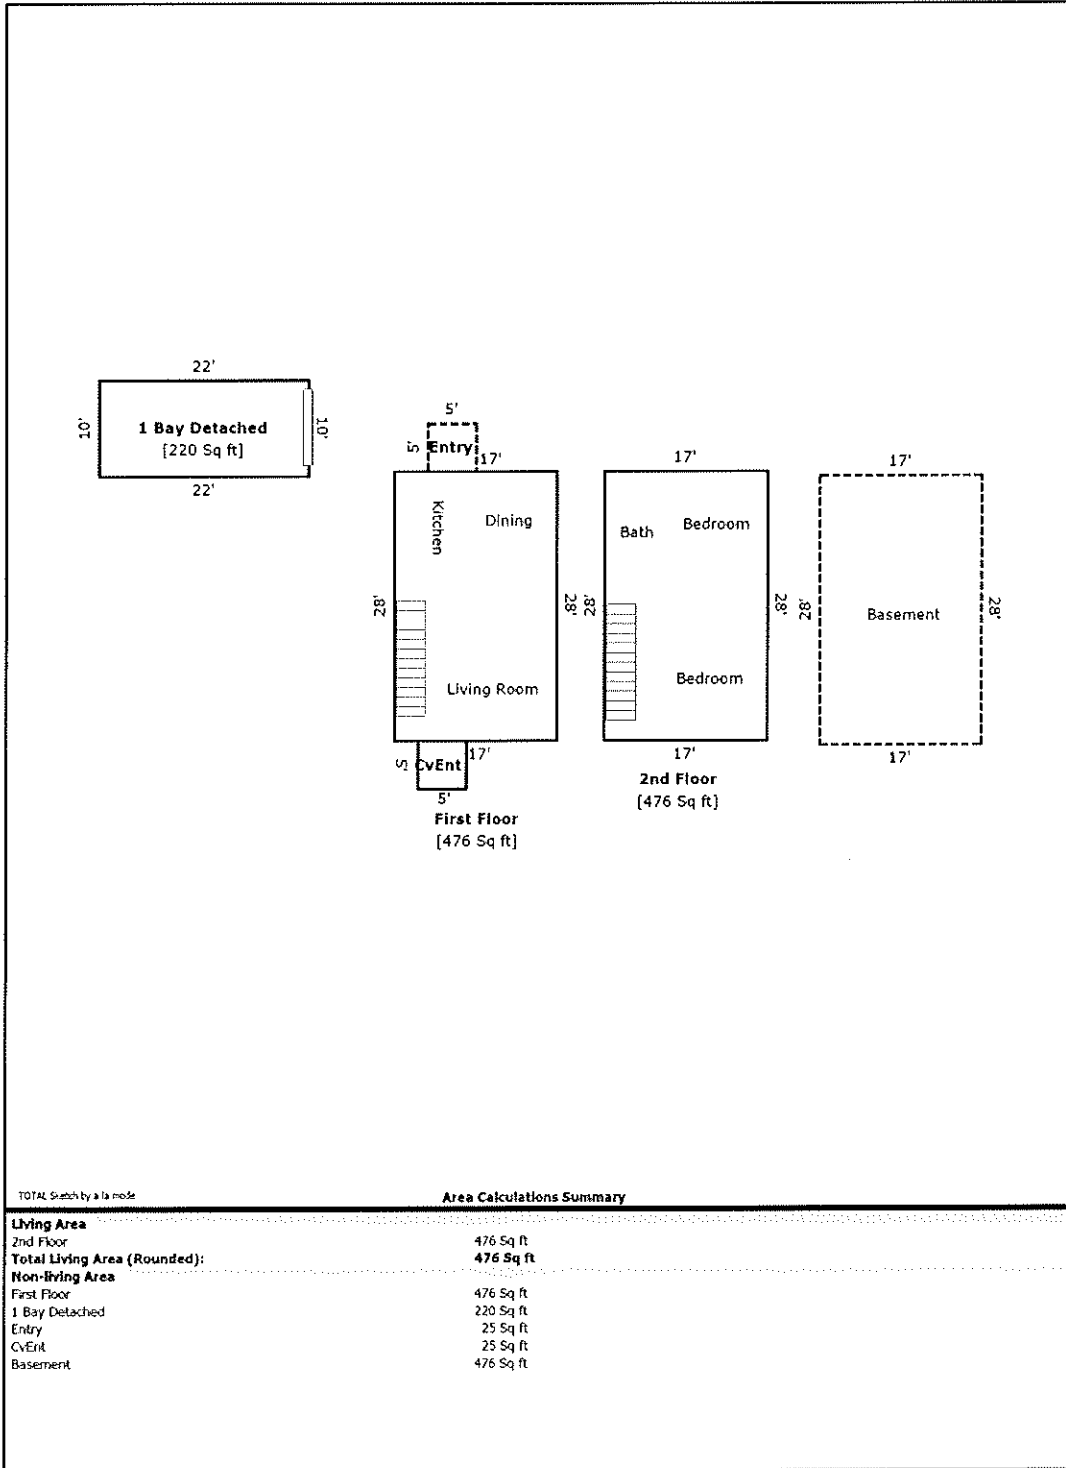 22'
10'
1 Bay Detached
[220 Sq ft]
10'
22'
5'
5'
Entry
17'
Kitchen
Dining
28'
28'
Living Room
5'
CvEnt
17'
5'
First Floor
[476 Sq ft]
17'
Bath
Bedroom
28'
28'
Bedroom
17'
2nd Floor
[476 Sq ft]
17'
28'
Basement
28'
17'
TOTAL Sketch by a la mode
Area Calculations Summary
Living Area
2nd Floor 476 Sq ft
Total Living Area (Rounded): 476 Sq ft
Non-living Area
First Floor 476 Sq ft
1 Bay Detached 220 Sq ft
Entry 25 Sq ft
CvEnt 25 Sq ft
Basement 476 Sq ft